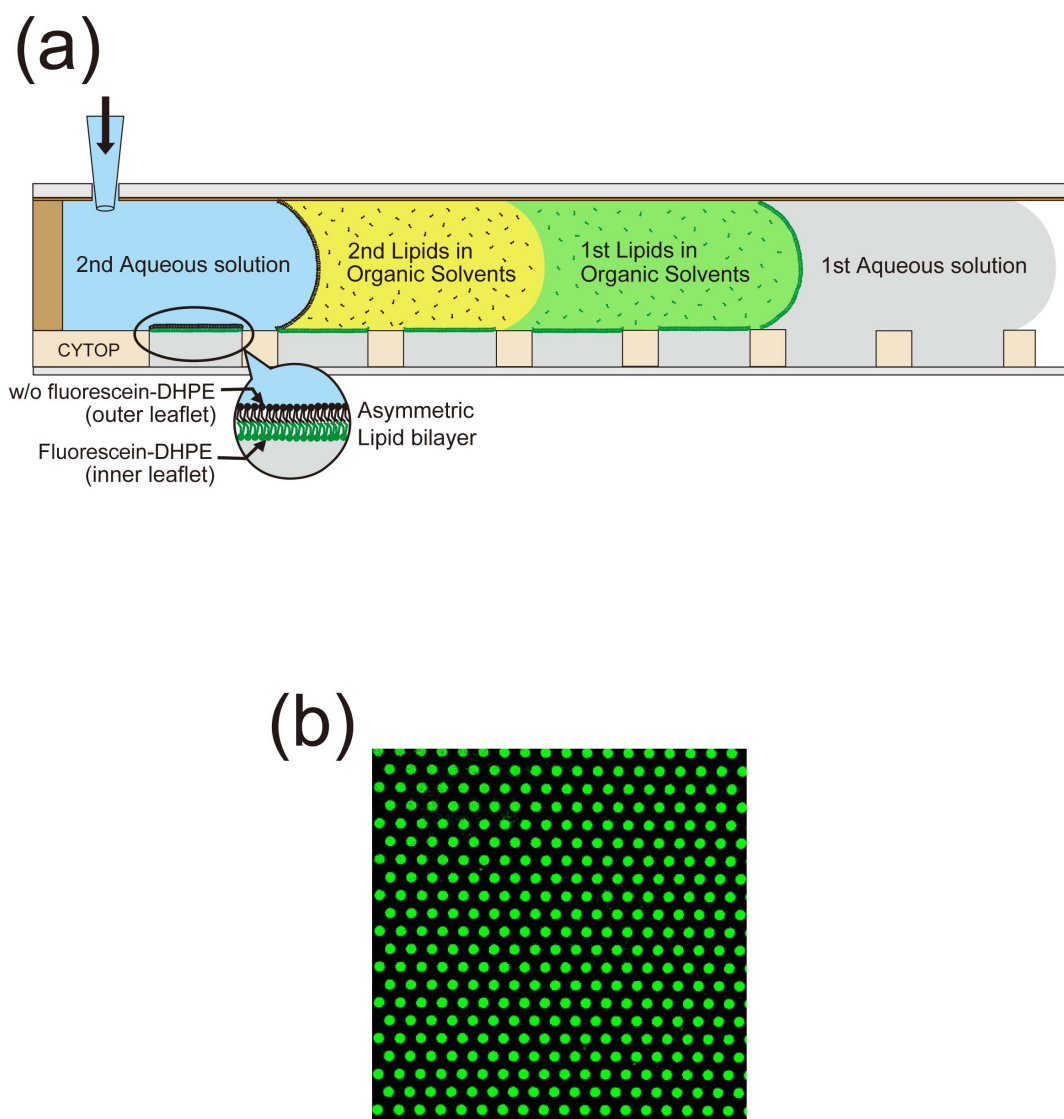 (a)
2nd Aqueous solution
2nd Lipids in
Organic Solvents
1st Lipids in
Organic Solvents
1st Aqueous solution
CYTOP
w/o fluorescein-DHPE
(outer leaflet)
Fluorescein-DHPE
(inner leaflet)
Asymmetric
Lipid bilayer
(b)